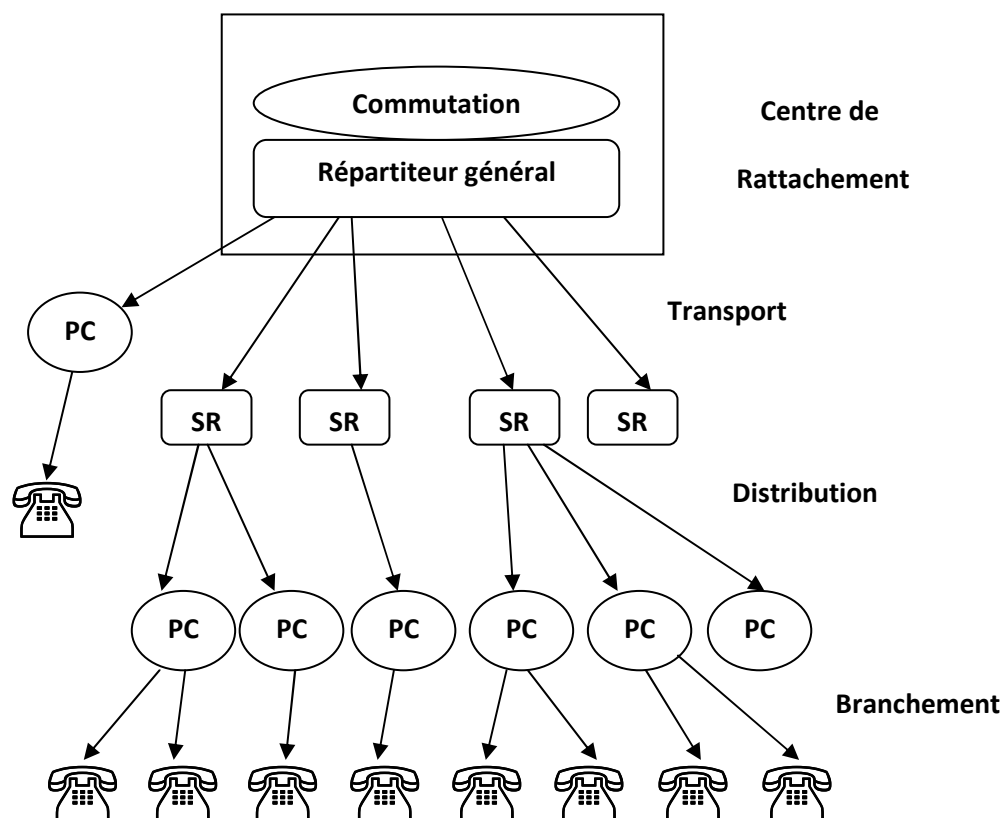 Commutation
Centre de
Répartiteur général
Rattachement
Transport
PC
SR
SR
SR
SR
Distribution
PC
PC
PC
PC
PC
PC
Branchement